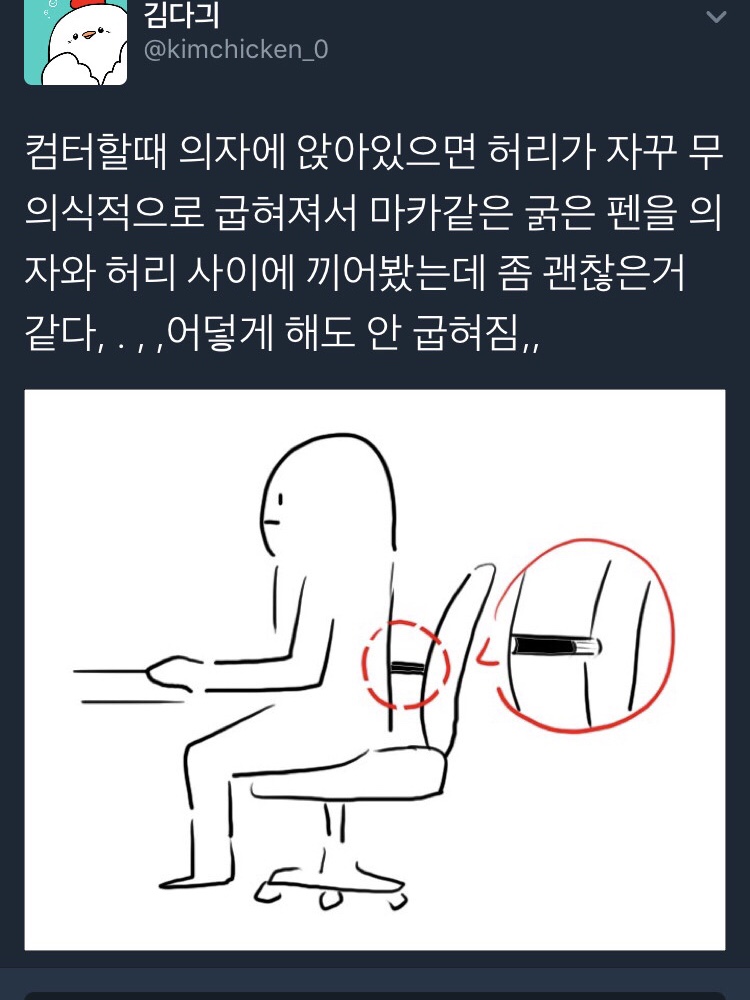 김다긔
@kimchicken_0
컴터할때 의자에 앉아있으면 허리가 자꾸 무
의식적으로 굽혀져서 마카같은 굵은 펜을 의
자와 허리 사이에 끼어봤는데 좀 괜찮은거
같다, . , ,어덯게 해도 안 굽혀짐,,